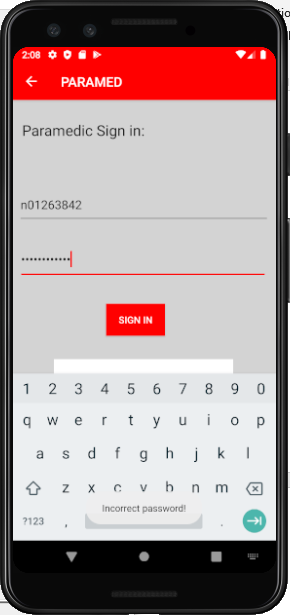 2:08
PARAMED
Paramedic Sign in:
n01263842
••••••••••••
SIGN IN
1 2 3 4 5 6 7 8 9 0
q w e r t y u i o p
a s d f g h j k l
z x c v b n m
Incorrect password!
?123 , .